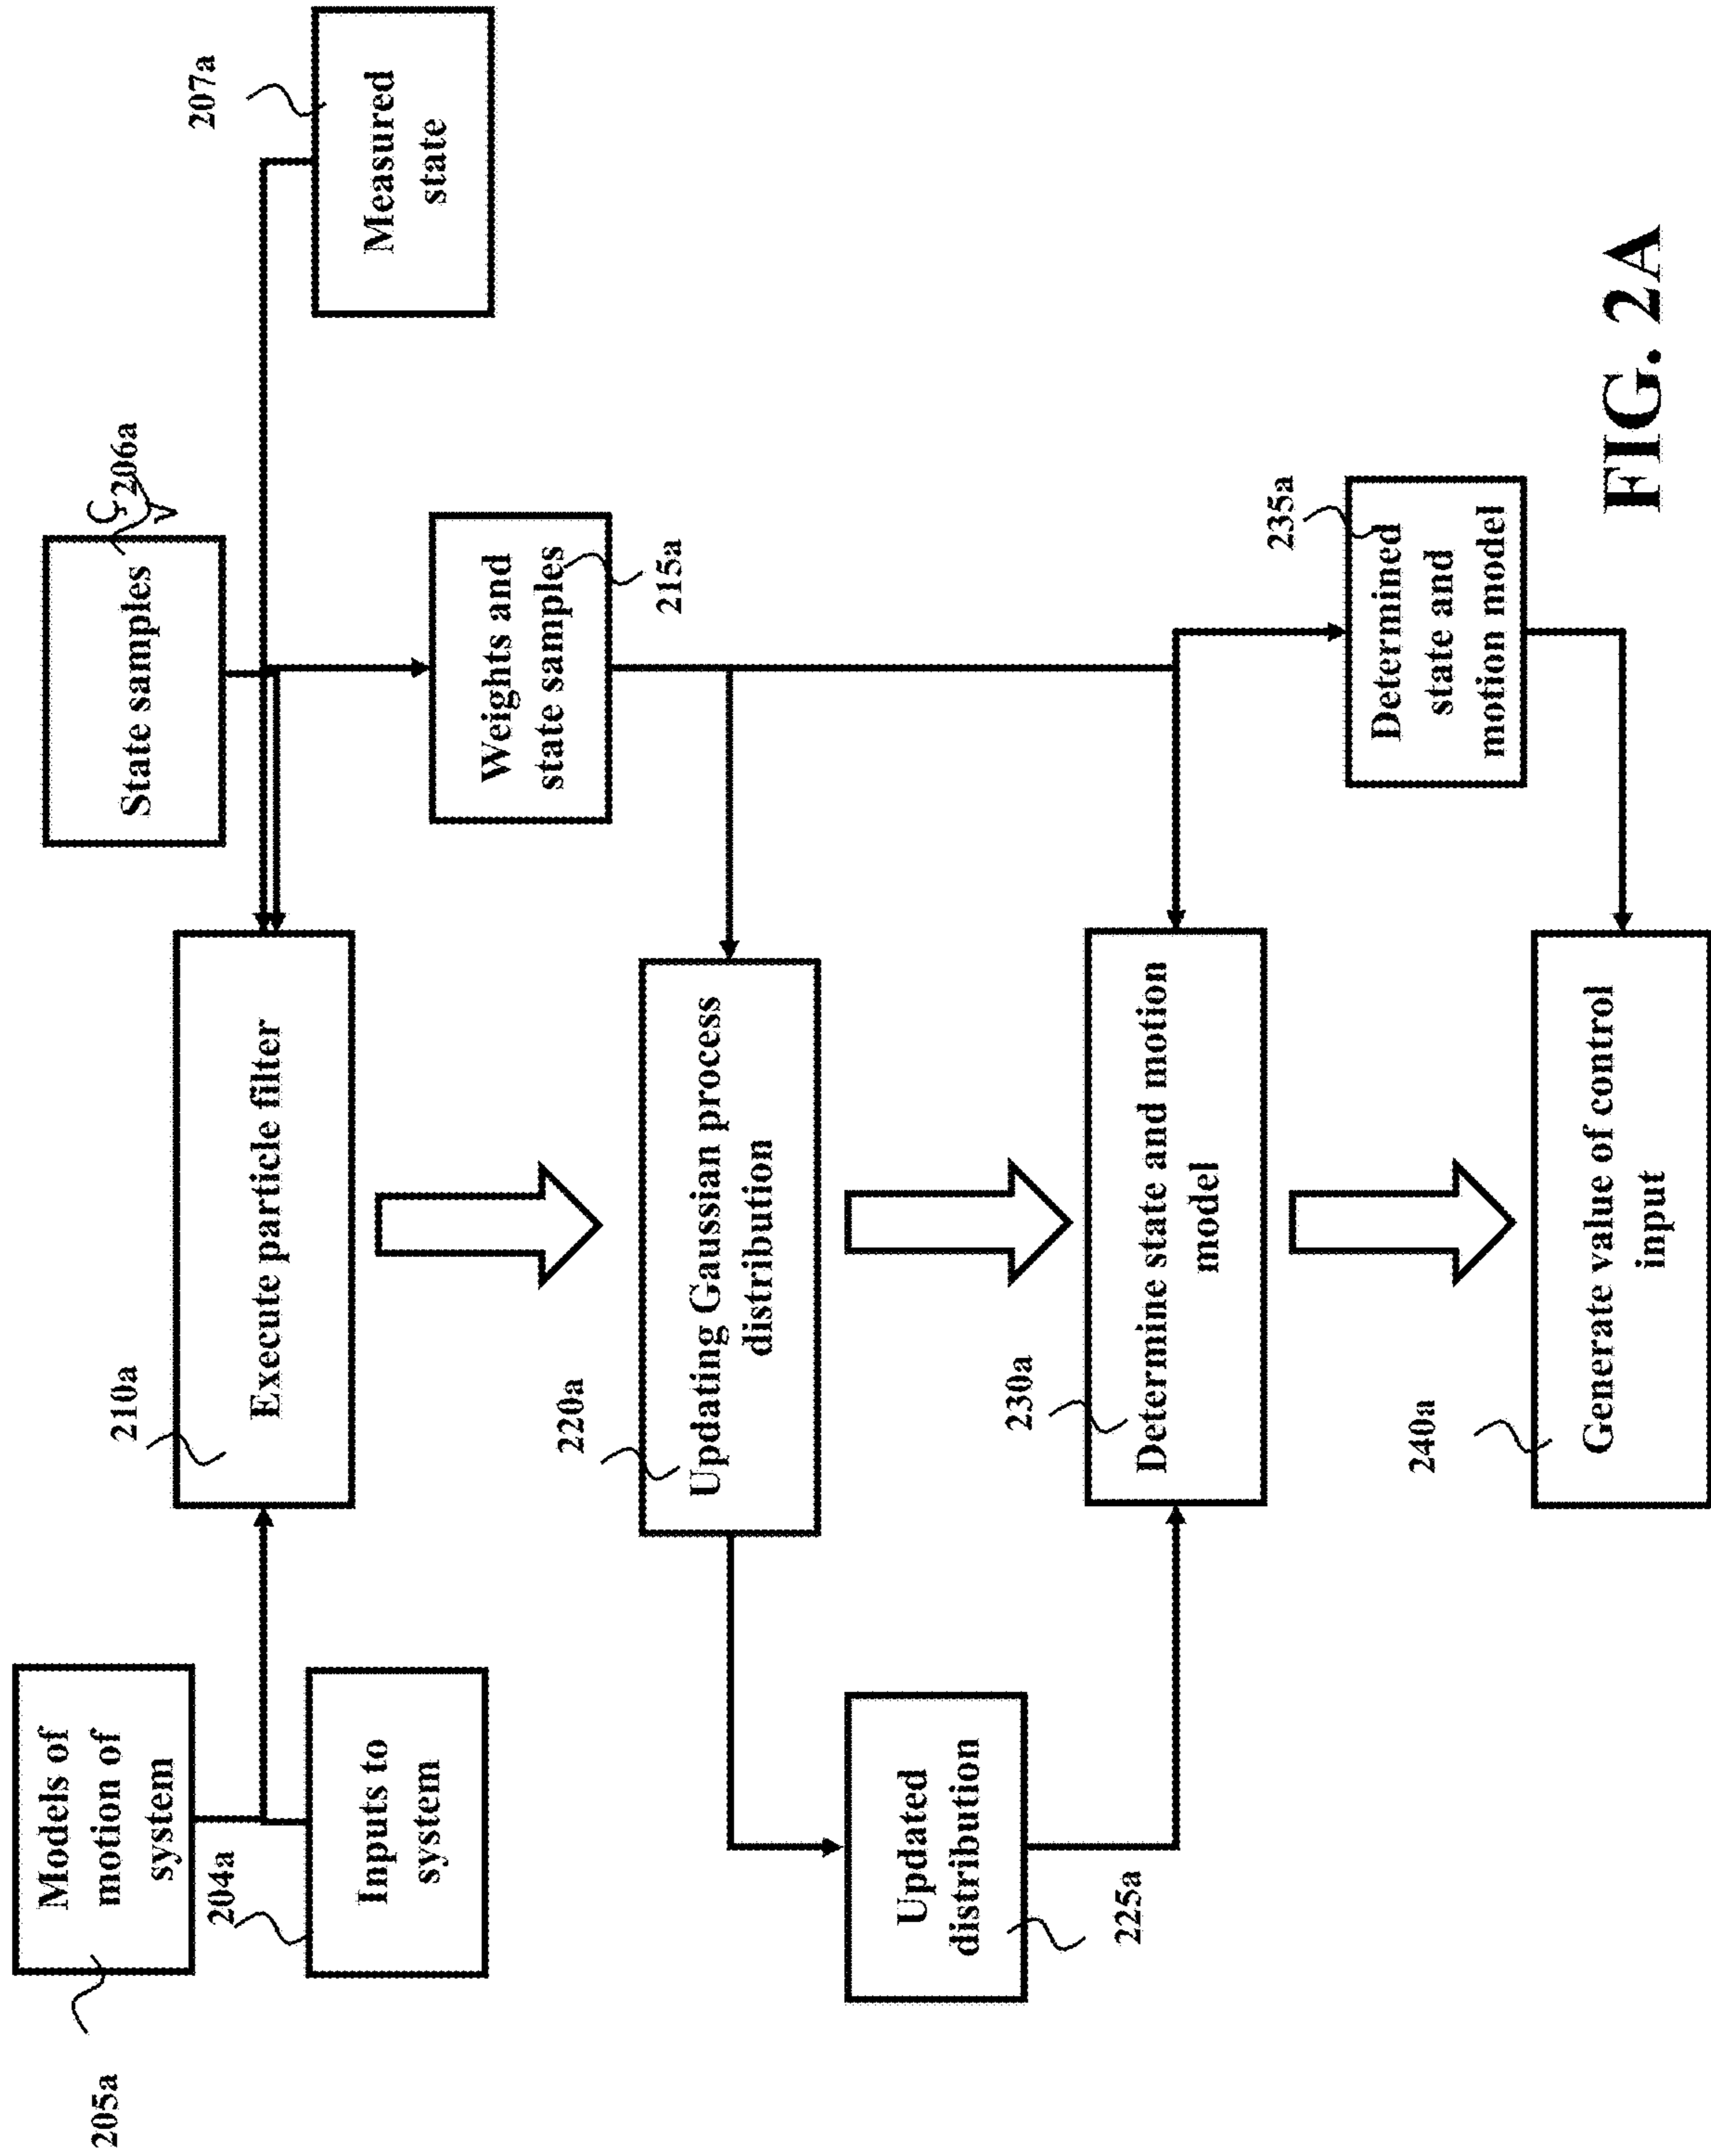 205a
Models of
motion of
system
204a
Inputs to
system
210a
Execute particle filter
State samples
206a
207a
Measured
state
Weights and
state samples
215a
220a
Updating Gaussian process
distribution
Updated
distribution
225a
230a
Determine state and motion
model
235a
Determined
state and
motion model
240a
Generate value of control
input
FIG. 2A